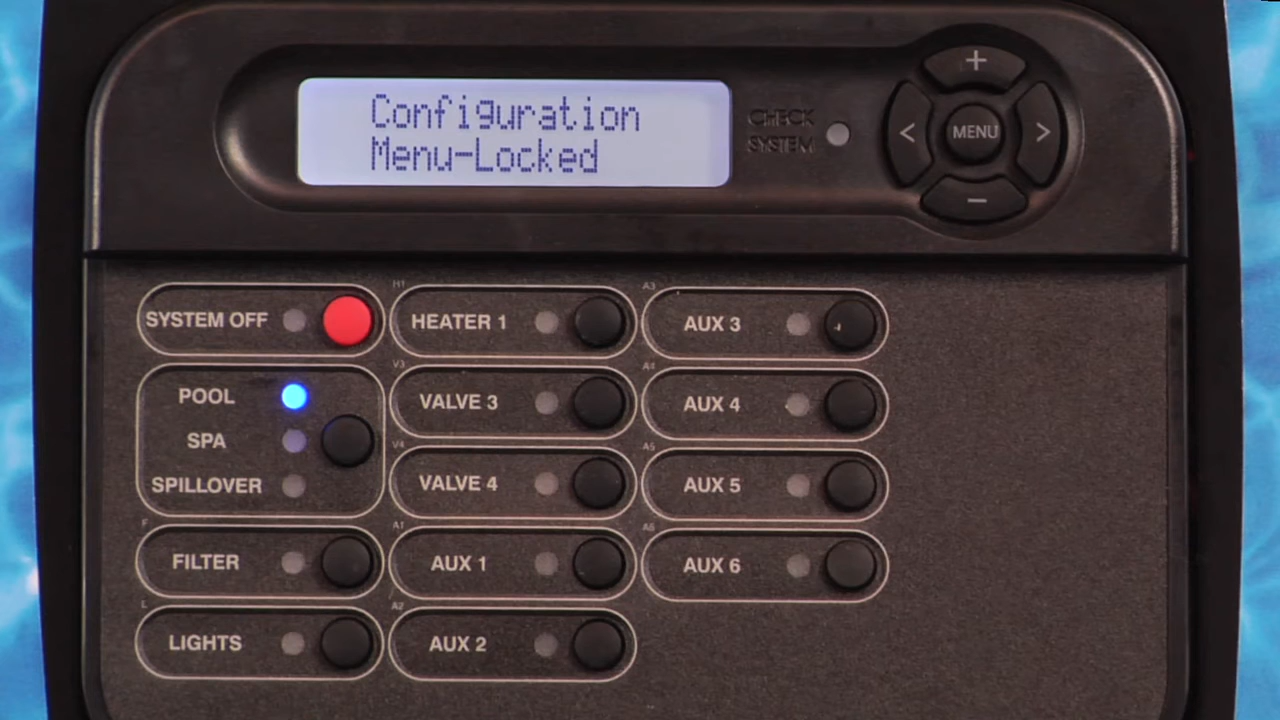 Configuration
Menu-Locked
CHECK
SYSTEM
+
<
MENU
>
−
SYSTEM OFF
POOL
SPA
SPILLOVER
F
FILTER
L
LIGHTS
H1
HEATER 1
V3
VALVE 3
V4
VALVE 4
A1
AUX 1
A2
AUX 2
A3
AUX 3
A4
AUX 4
A5
AUX 5
A6
AUX 6